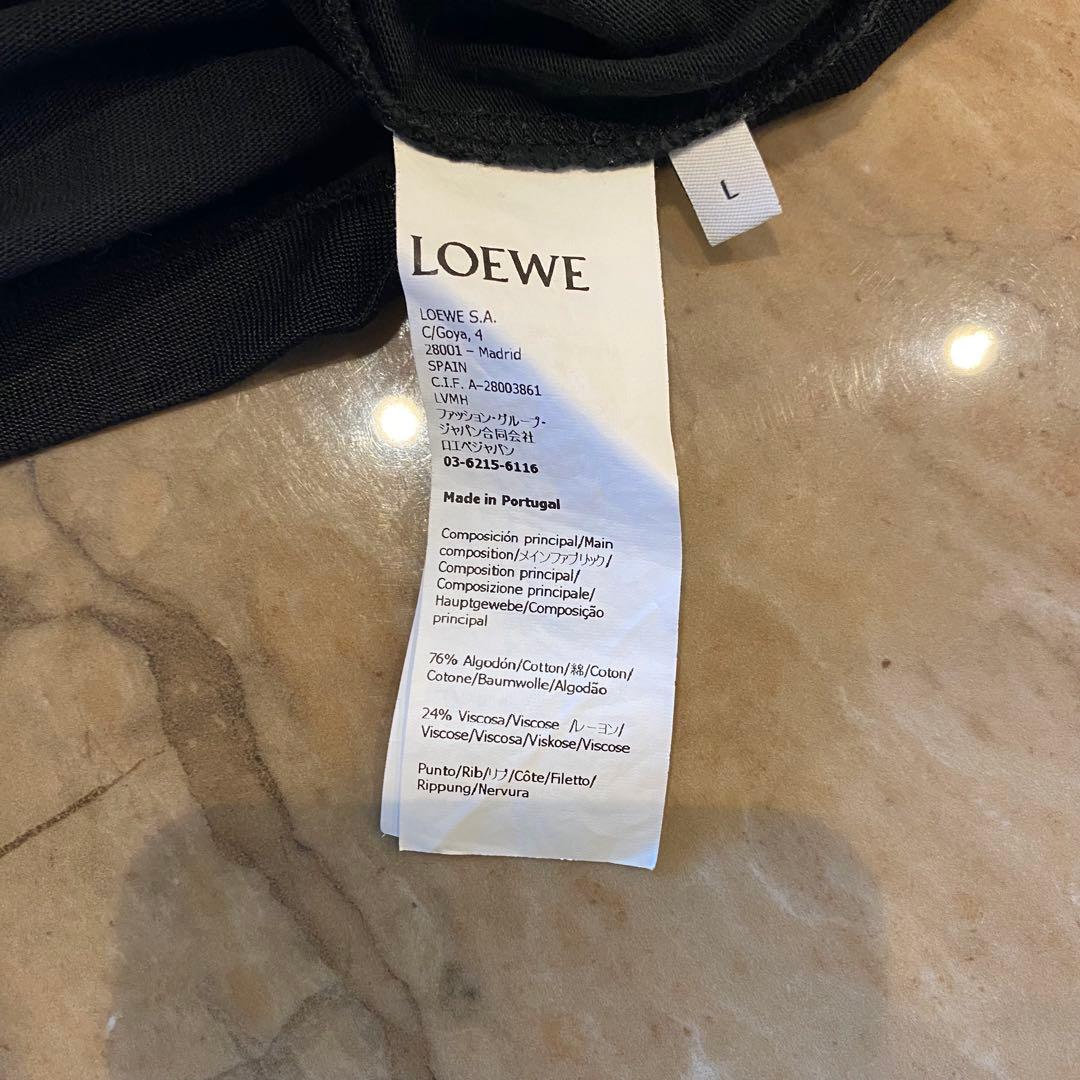 L
LOEWE
LOEWE S.A.
C/Goya, 4
28001 – Madrid
SPAIN
C.I.F. A-28003861
LVMH
ファッション・グループ・
ジャパン合同会社
ロエベジャパン
03-6215-6116
Made in Portugal
Composición principal/Main
composition/メインファブリック/
Composition principal/
Composizione principale/
Hauptgewebe/Composição
principal
76% Algodón/Cotton/綿/Coton/
Cotone/Baumwolle/Algodão
24% Viscosa/Viscose /レーヨン/
Viscose/Viscosa/Viskose/Viscose
Punto/Rib/リブ/Côte/Filetto/
Rippung/Nervura